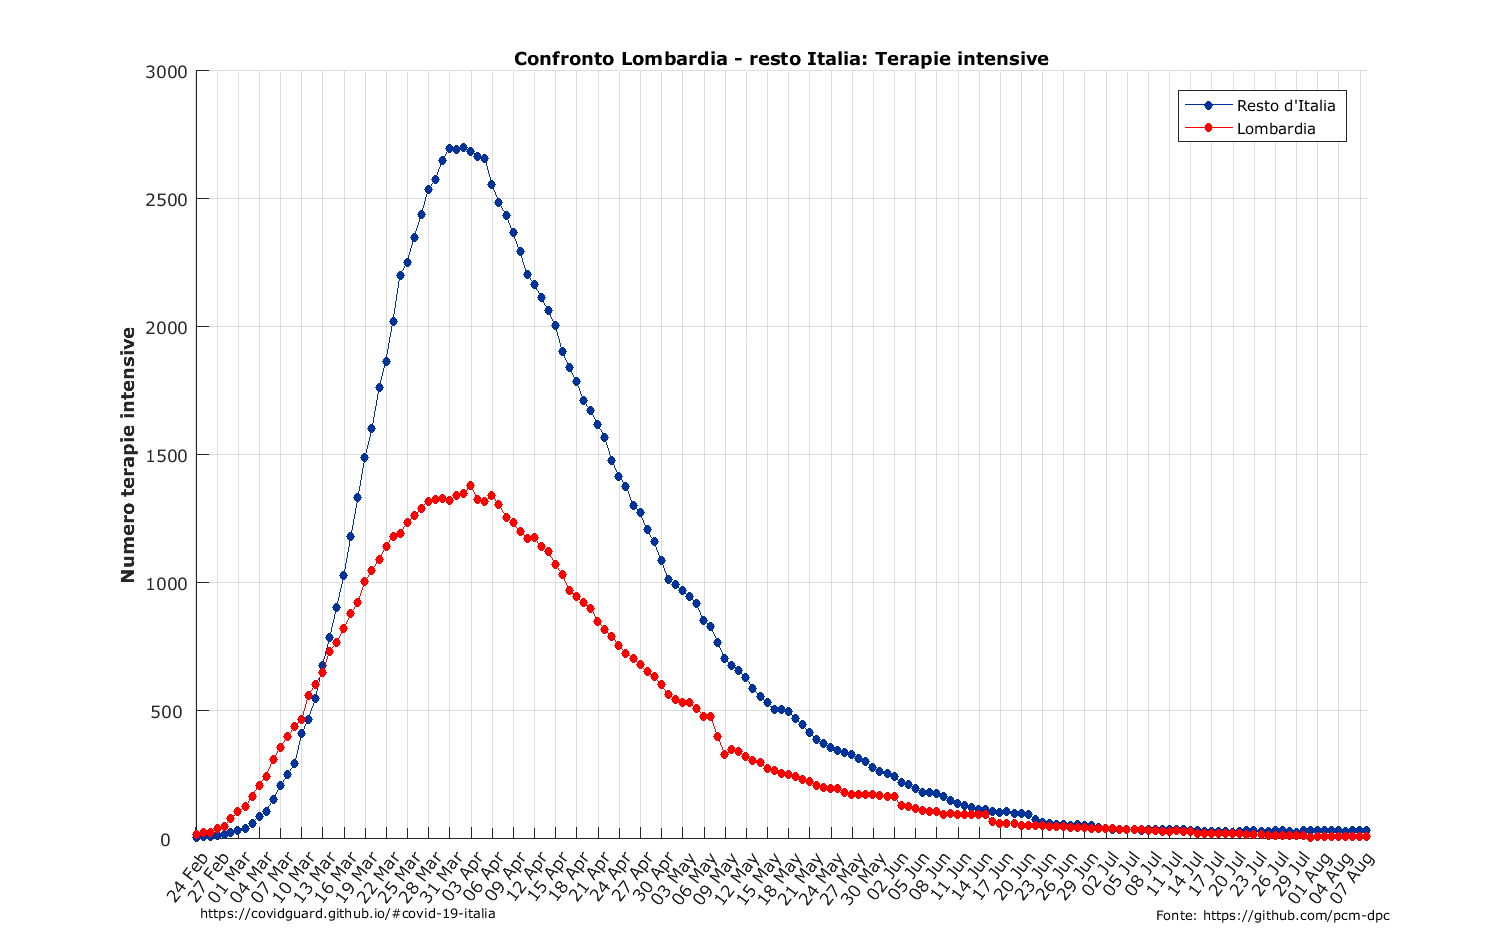 Confronto Lombardia - resto Italia: Terapie intensive
3000
2500
2000
1500
1000
500
0
Numero terapie intensive
Resto d'Italia
Lombardia
24 Feb
27 Feb
01 Mar
04 Mar
07 Mar
10 Mar
13 Mar
16 Mar
19 Mar
22 Mar
25 Mar
28 Mar
31 Mar
03 Apr
06 Apr
09 Apr
12 Apr
15 Apr
18 Apr
21 Apr
24 Apr
27 Apr
30 Apr
03 May
06 May
09 May
12 May
15 May
18 May
21 May
24 May
27 May
30 May
02 Jun
05 Jun
08 Jun
11 Jun
14 Jun
17 Jun
20 Jun
23 Jun
26 Jun
29 Jun
02 Jul
05 Jul
08 Jul
11 Jul
14 Jul
17 Jul
20 Jul
23 Jul
26 Jul
29 Jul
01 Aug
04 Aug
07 Aug
https://covidguard.github.io/#covid-19-italia
Fonte: https://github.com/pcm-dpc